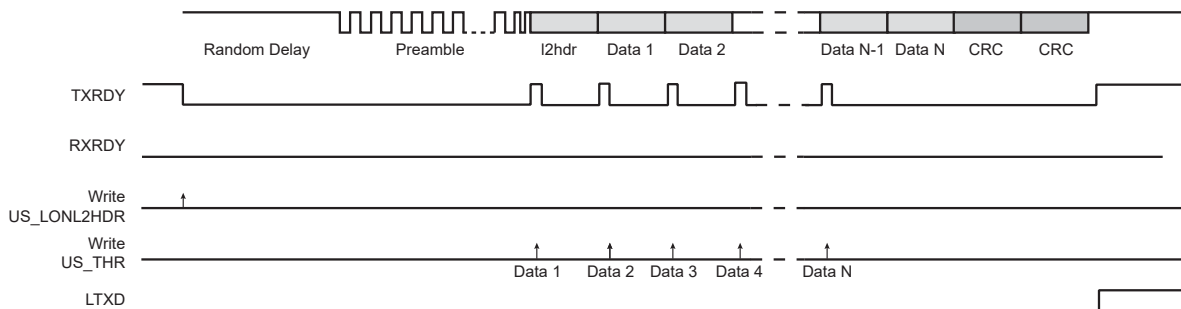 Random Delay Preamble l2hdr Data 1 Data 2 Data N-1 Data N CRC CRC
TXRDY
RXRDY
Write
US_LONL2HDR
Write
US_THR
Data 1 Data 2 Data 3 Data 4 Data N
LTXD